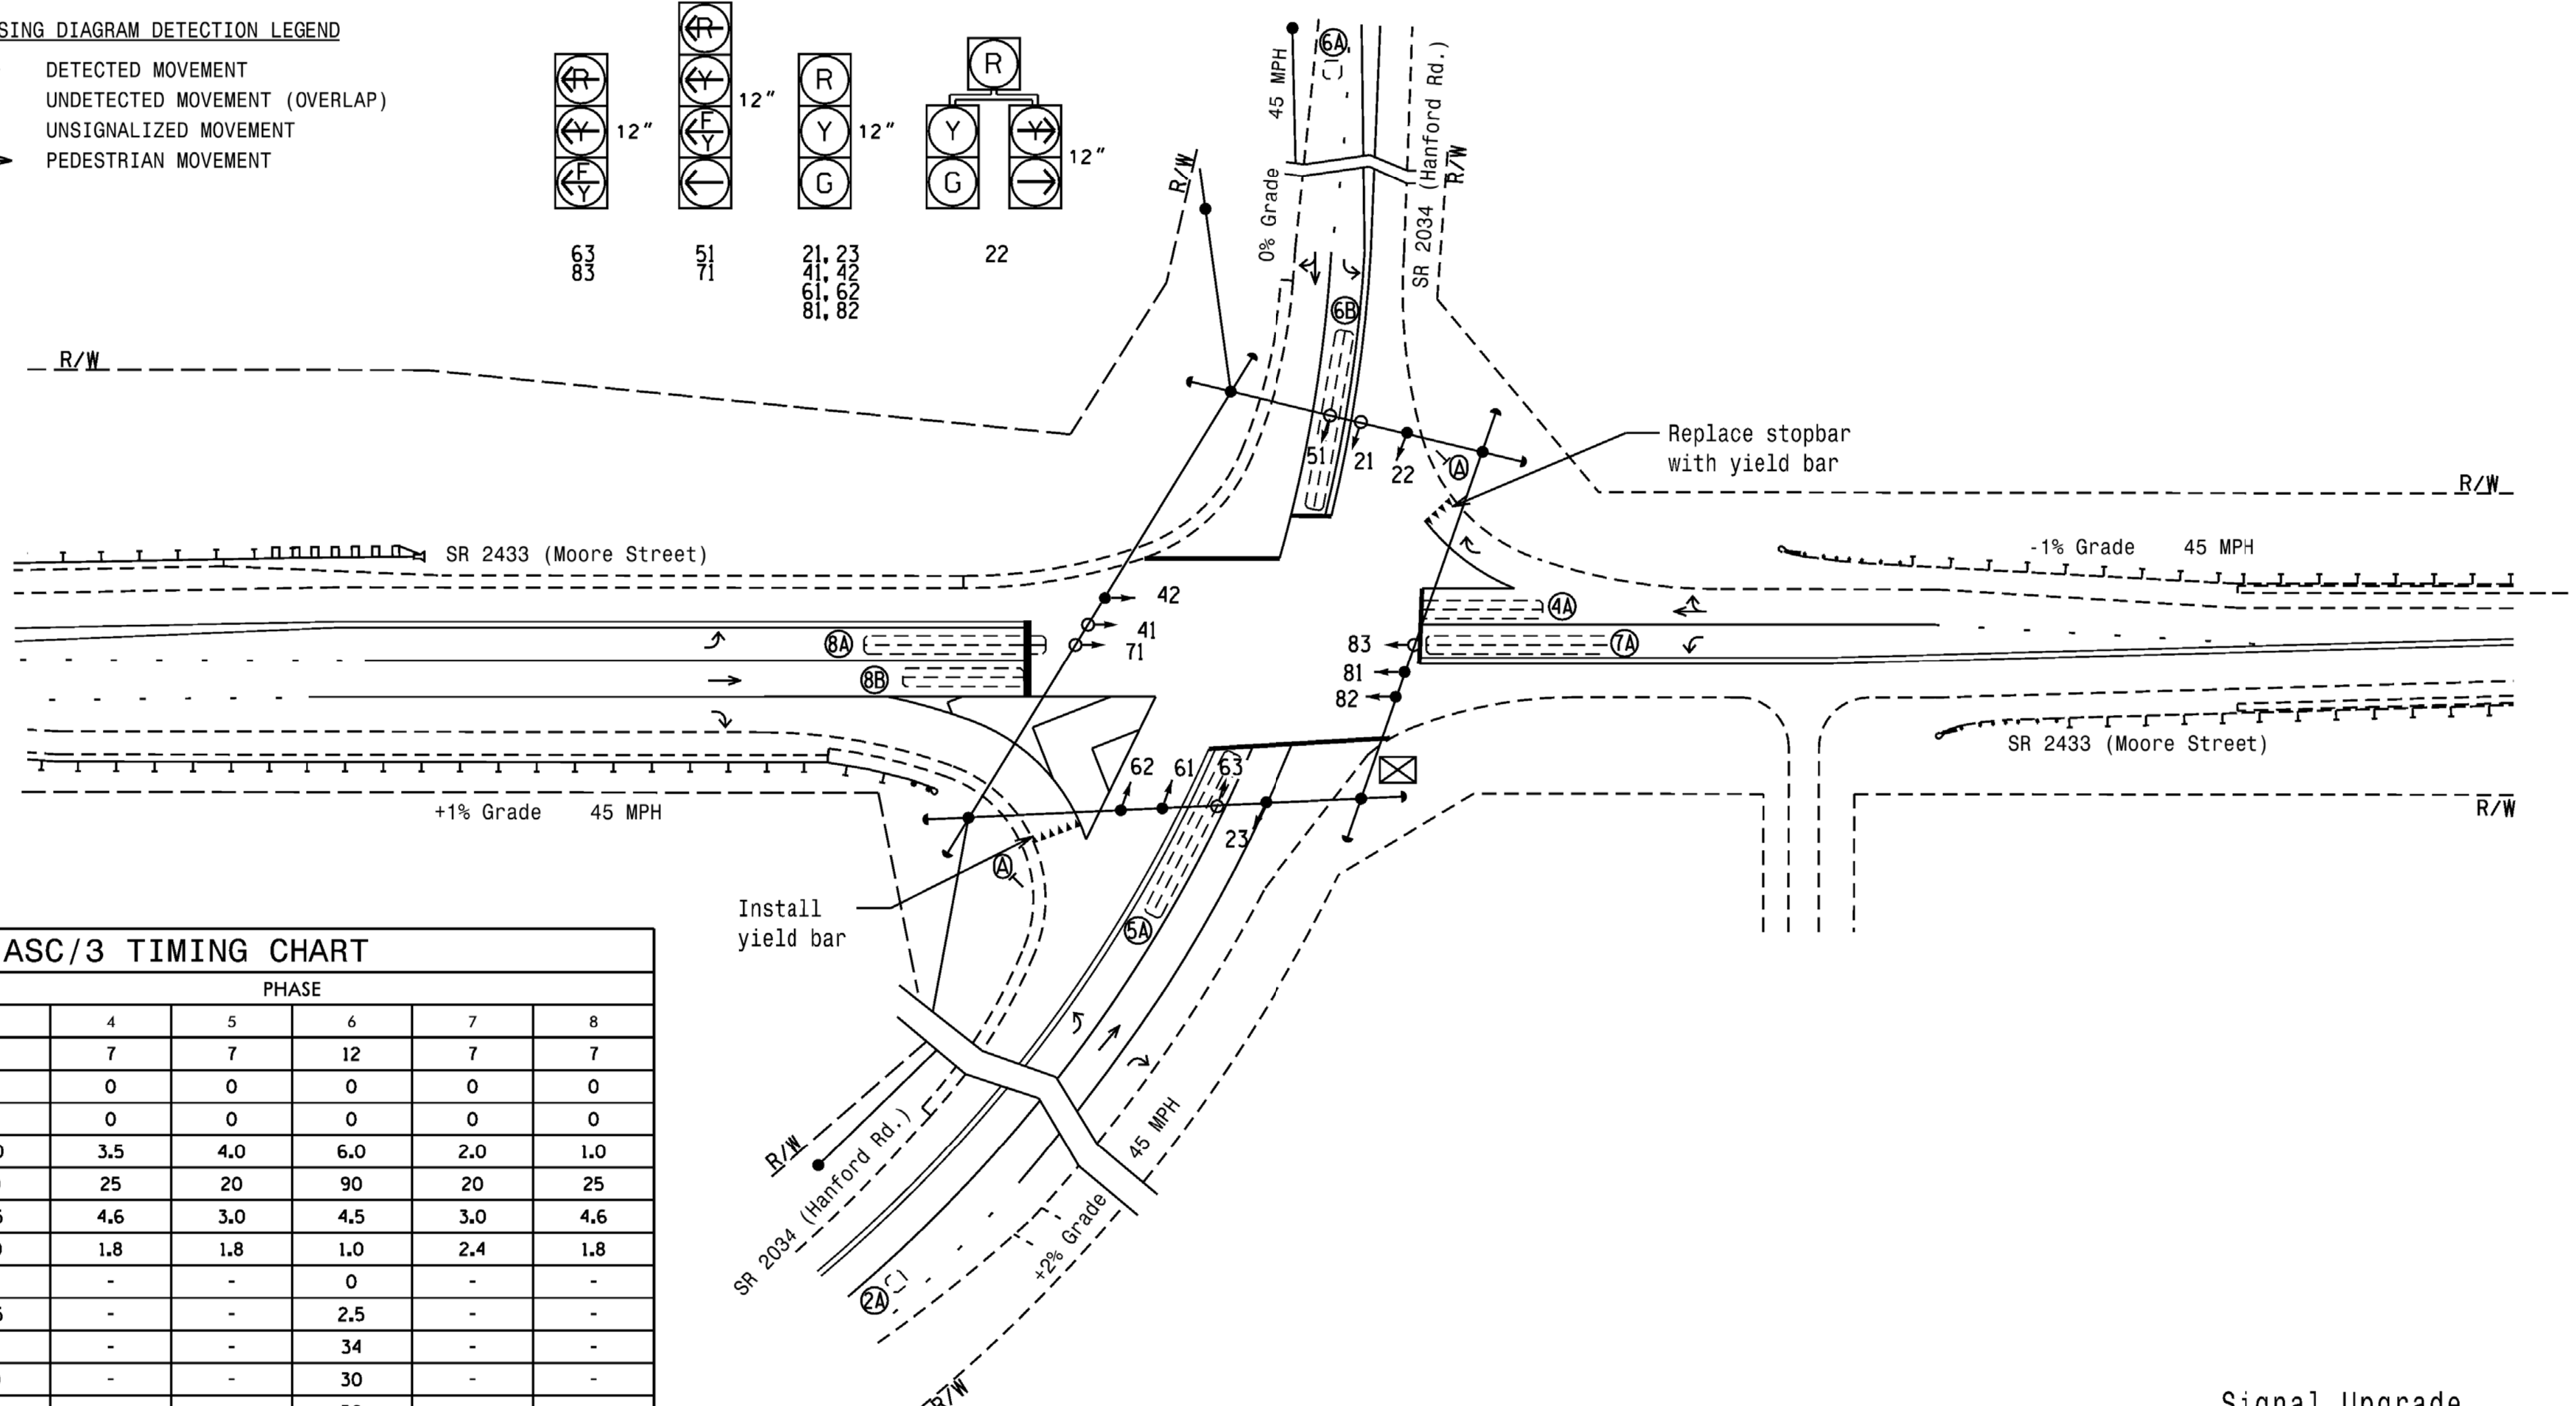 SING DIAGRAM DETECTION LEGEND
DETECTED MOVEMENT
UNDETECTED MOVEMENT (OVERLAP)
UNSIGNALIZED MOVEMENT
PEDESTRIAN MOVEMENT
R
Y
F
Y
12"
63
83
R
Y
F
Y
12"
51
71
R
Y
G
12"
21, 23
41, 42
61, 62
81, 82
R
Y Y
G
12"
22
45 MPH
6A
SR 2034 (Hanford Rd.)
R/W
R/W
0% Grade
6B
R/W
51
21
22
A
Replace stopbar
with yield bar
R/W
SR 2433 (Moore Street)
-1% Grade 45 MPH
42
41
71
4A
7A
8A
8B
83
81
82
SR 2433 (Moore Street)
+1% Grade 45 MPH
62
61
63
23
R/W
A
Install
yield bar
5A
R/W
SR 2034 (Hanford Rd.)
45 MPH
+2% Grade
2A
R/W
ASC/3 TIMING CHART
PHASE
4 5 6 7 8
7 7 12 7 7
0 0 0 0 0
0 0 0 0 0
3.5 4.0 6.0 2.0 1.0
25 20 90 20 25
4.6 3.0 4.5 3.0 4.6
1.8 1.8 1.0 2.4 1.8
- - 0 - -
- - 2.5 - -
- - 34 - -
- - 30 - -
Signal Upgrade